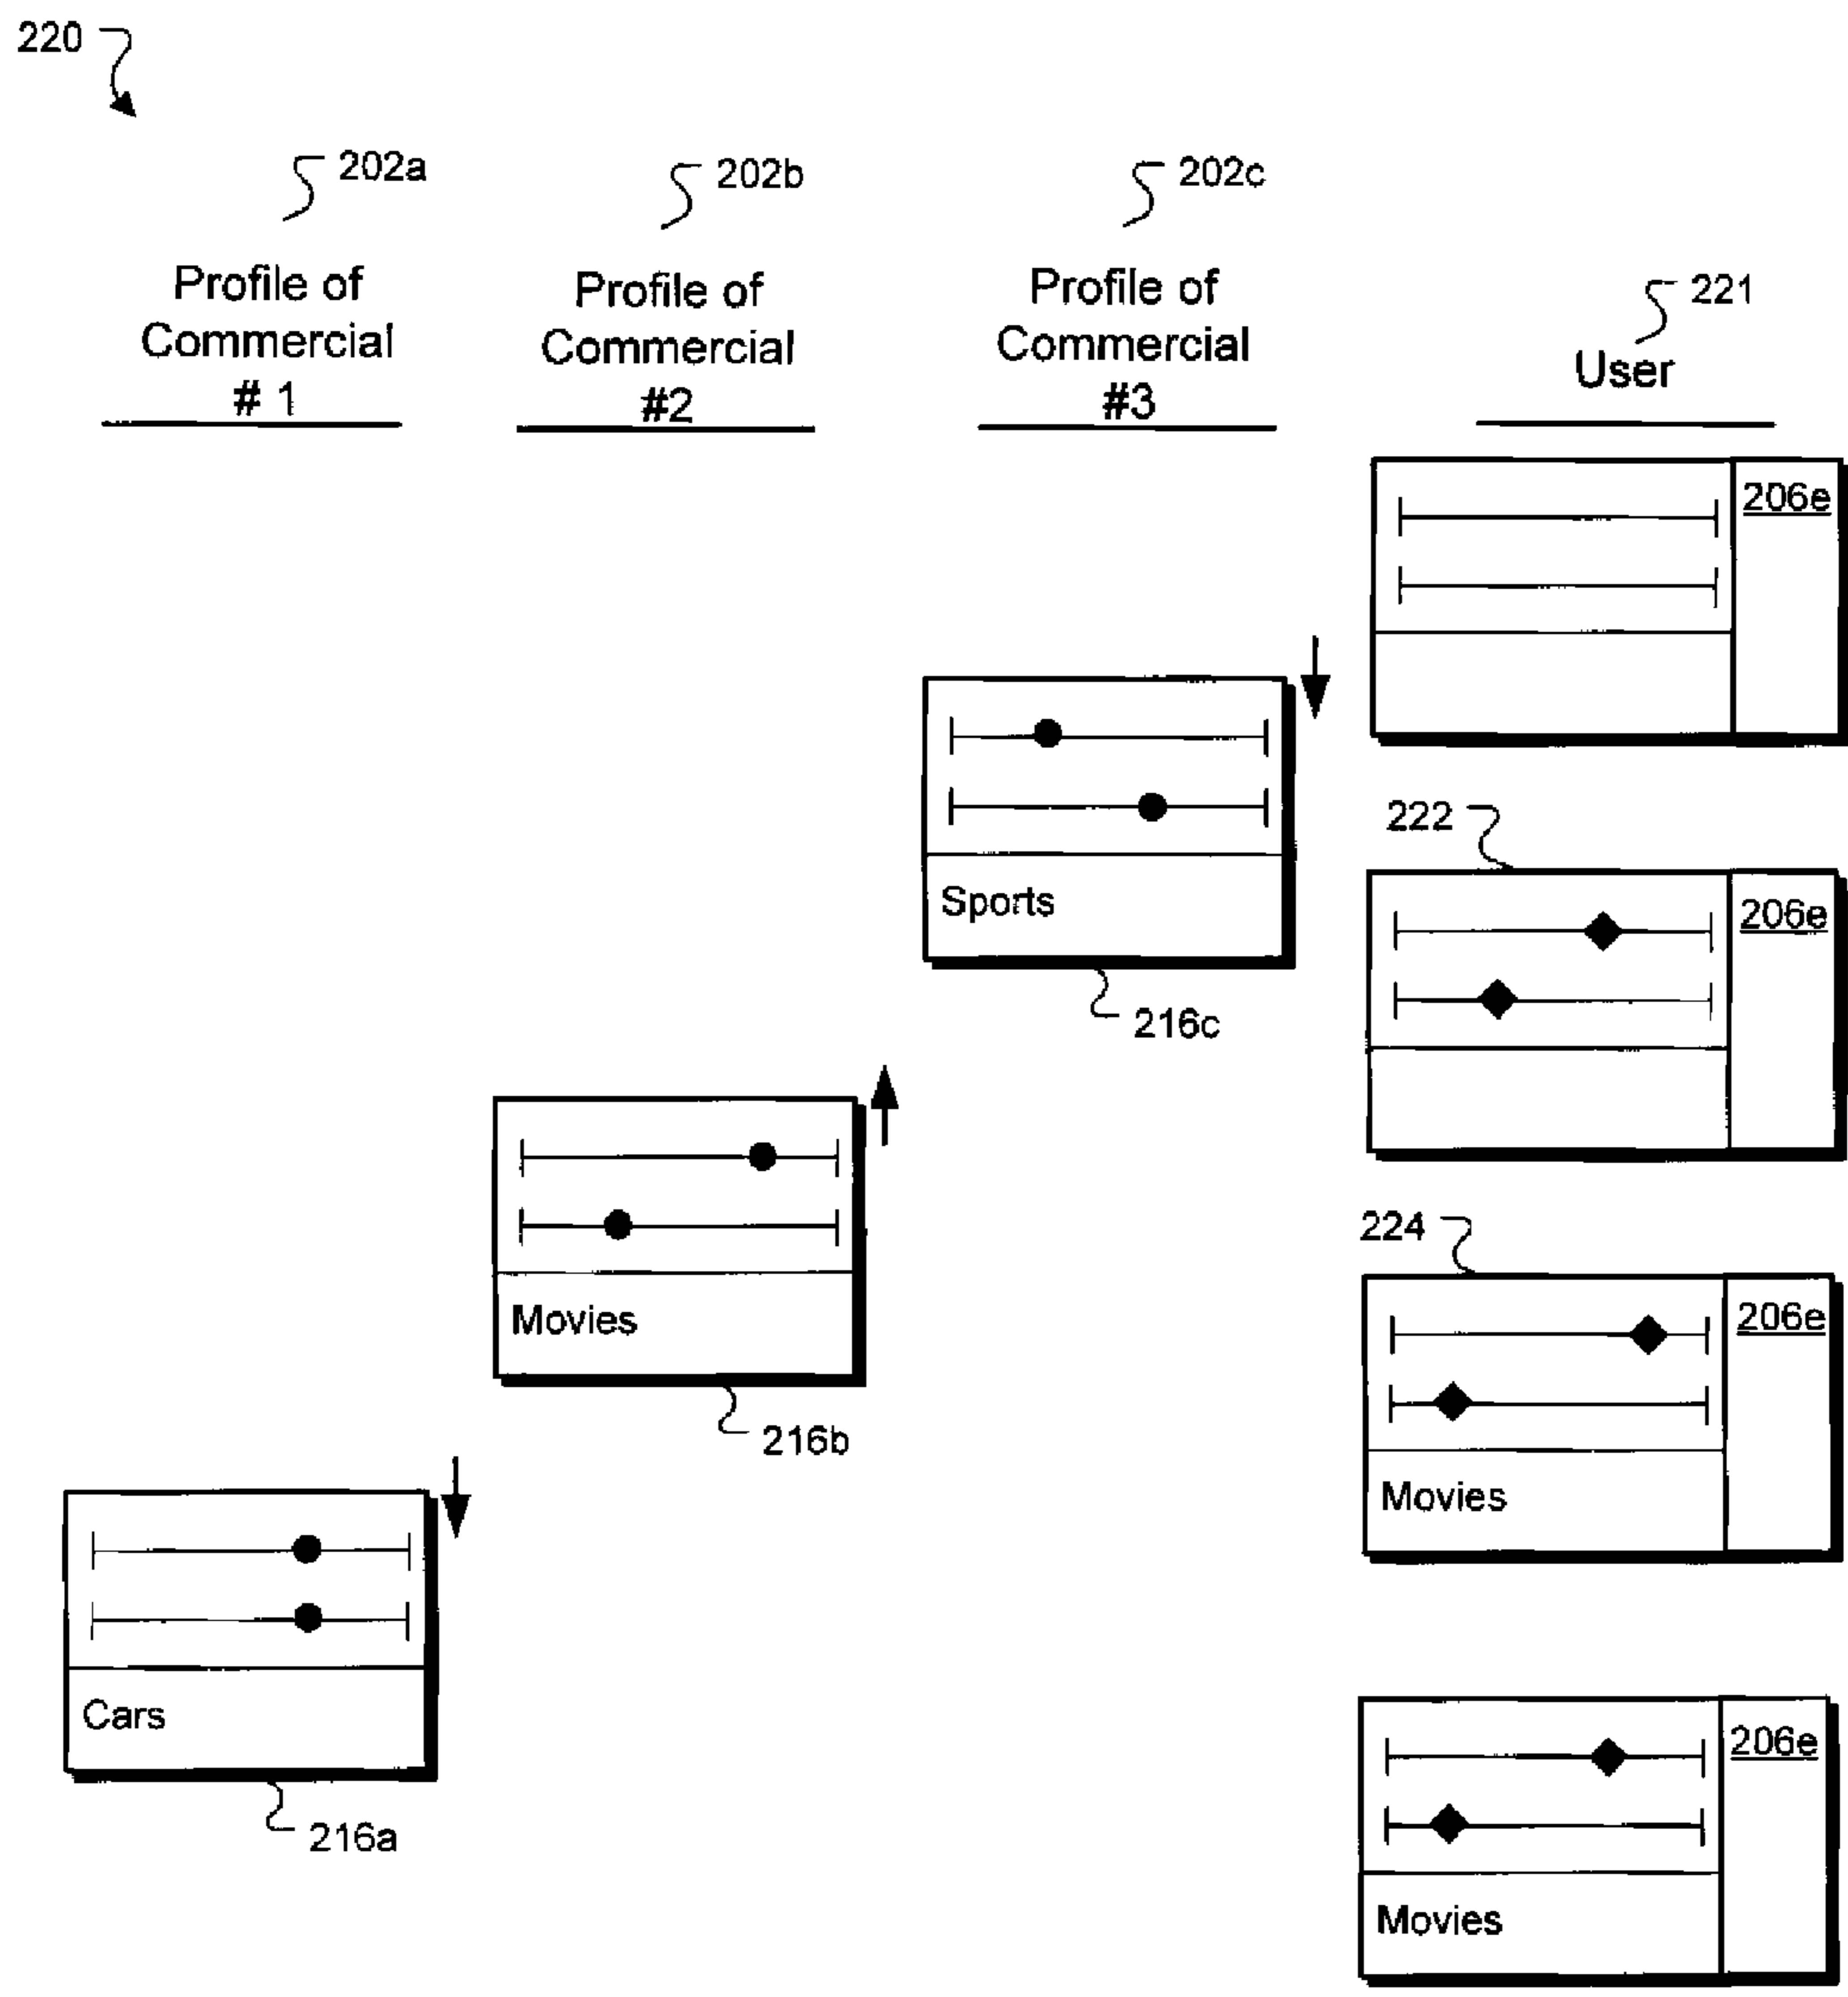 220
202a
202b
202c
Profile of
Commercial
# 1
Profile of
Commercial
#2
Profile of
Commercial
#3
221
User
206e
Sports
216c
222
206e
Movies
216b
224
206e
Movies
Cars
216a
206e
Movies